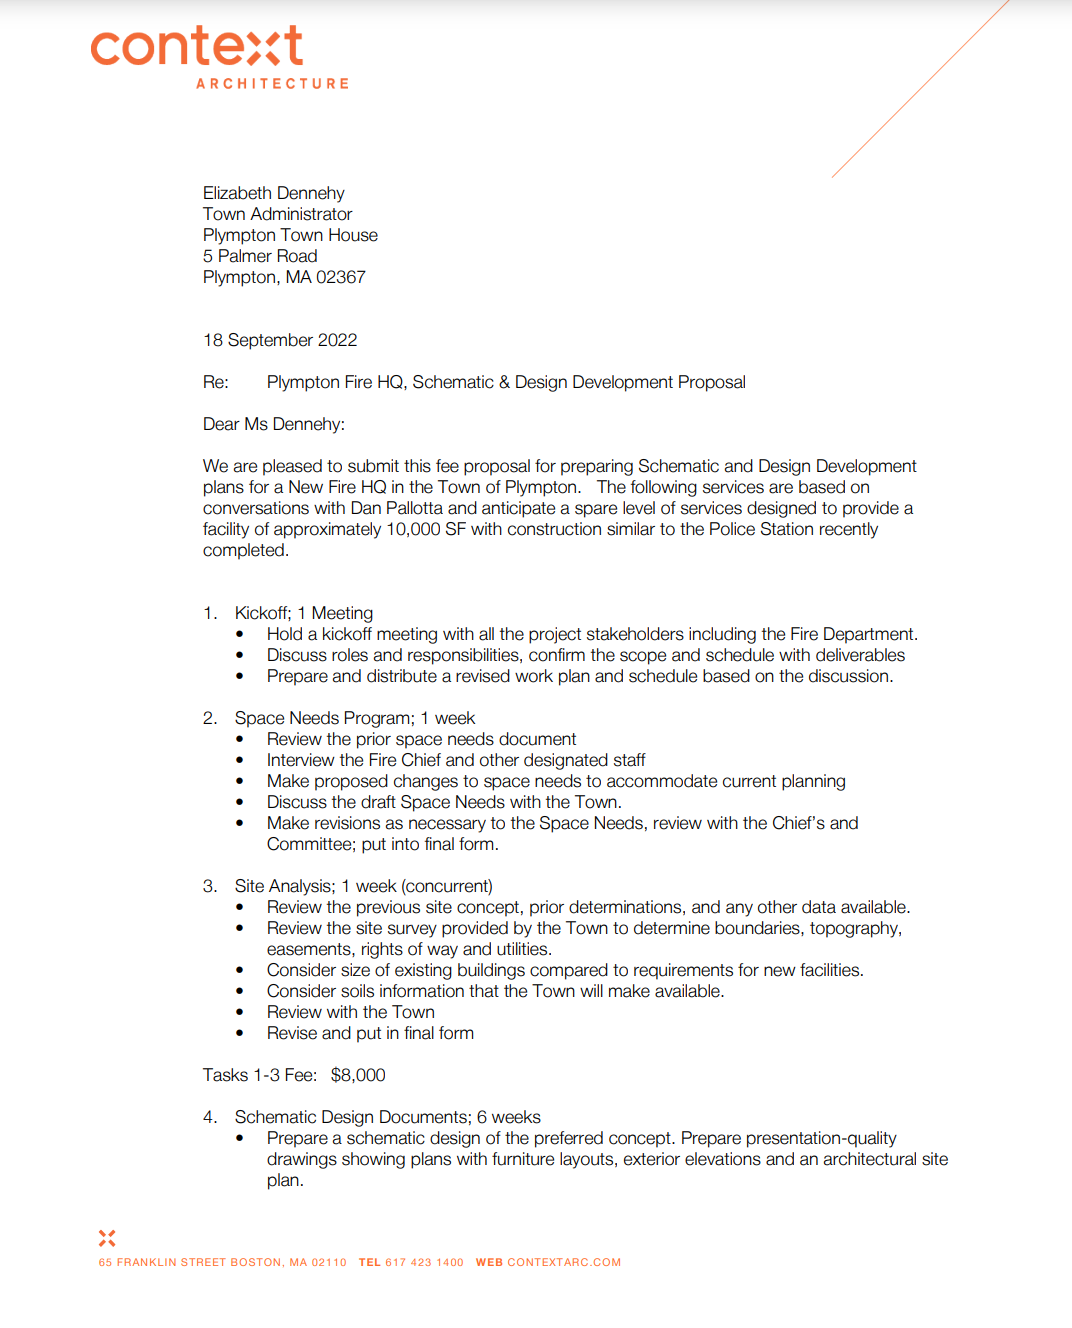 context
ARCHITECTURE
Elizabeth Dennehy
Town Administrator
Plympton Town House
5 Palmer Road
Plympton, MA 02367
18 September 2022
Re: Plympton Fire HQ, Schematic & Design Development Proposal
Dear Ms Dennehy:
We are pleased to submit this fee proposal for preparing Schematic and Design Development
plans for a New Fire HQ in the Town of Plympton. The following services are based on
conversations with Dan Pallotta and anticipate a spare level of services designed to provide a
facility of approximately 10,000 SF with construction similar to the Police Station recently
completed.
1. Kickoff; 1 Meeting
• Hold a kickoff meeting with all the project stakeholders including the Fire Department.
• Discuss roles and responsibilities, confirm the scope and schedule with deliverables
• Prepare and distribute a revised work plan and schedule based on the discussion.
2. Space Needs Program; 1 week
• Review the prior space needs document
• Interview the Fire Chief and other designated staff
• Make proposed changes to space needs to accommodate current planning
• Discuss the draft Space Needs with the Town.
• Make revisions as necessary to the Space Needs, review with the Chief's and
Committee; put into final form.
3. Site Analysis; 1 week (concurrent)
• Review the previous site concept, prior determinations, and any other data available.
• Review the site survey provided by the Town to determine boundaries, topography,
easements, rights of way and utilities.
• Consider size of existing buildings compared to requirements for new facilities.
• Consider soils information that the Town will make available.
• Review with the Town
• Revise and put in final form
Tasks 1-3 Fee: $8,000
4. Schematic Design Documents; 6 weeks
• Prepare a schematic design of the preferred concept. Prepare presentation-quality
drawings showing plans with furniture layouts, exterior elevations and an architectural site
plan.
65 FRANKLIN STREET BOSTON, MA 02110 TEL 617 423 1400 WEB CONTEXTARC.COM